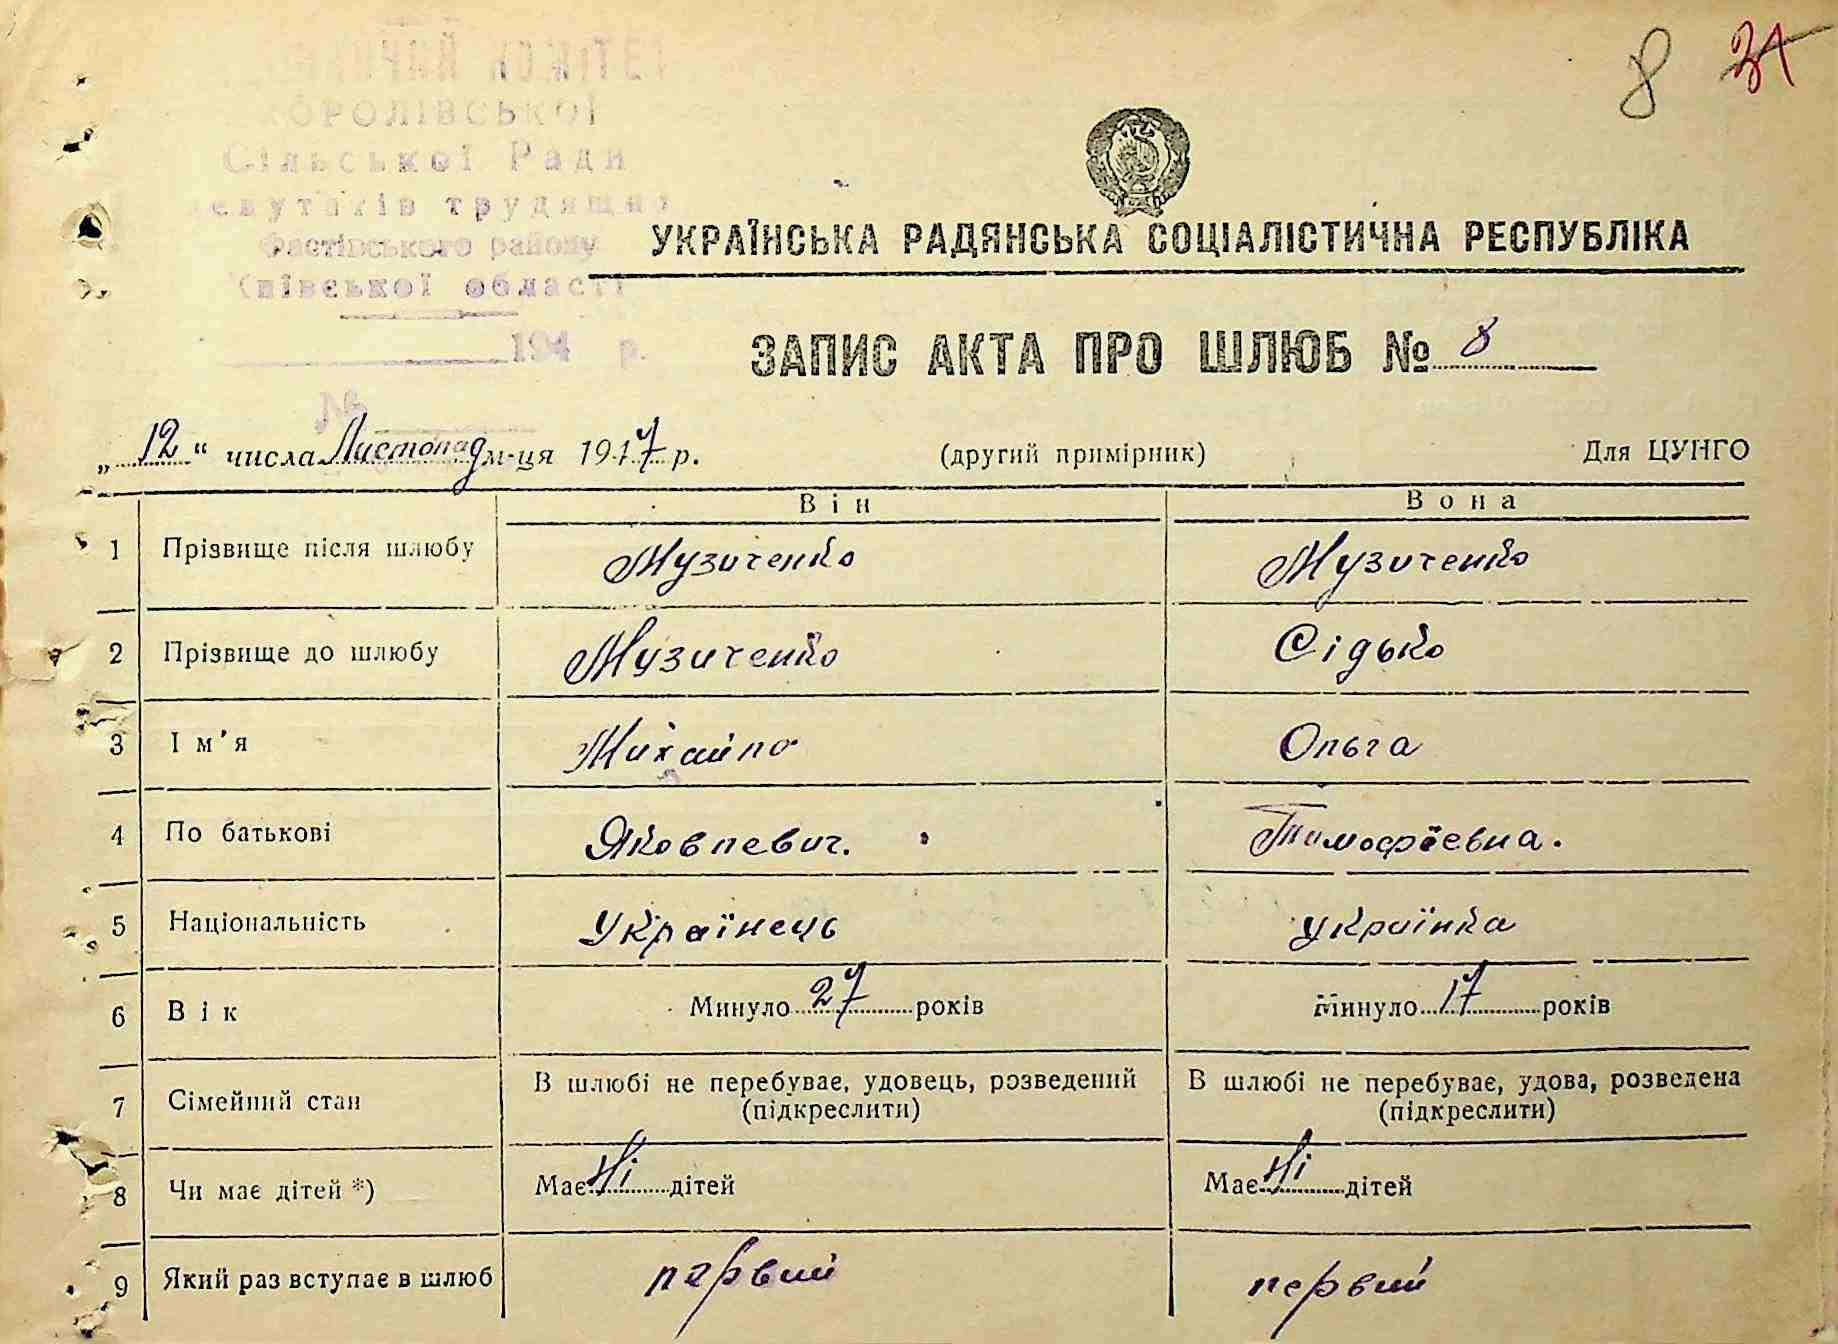 8 31
КОРОЛІВСЬКОЇ
Сільської Ради
депутатів трудящих
Фастівського району
Київської області
194 р.
№
УКРАЇНСЬКА РАДЯНСЬКА СОЦІАЛІСТИЧНА РЕСПУБЛІКА
ЗАПИС АКТА ПРО ШЛЮБ № 8
„12“ числа Листопад м-ця 1947 р. (другий примірник) Для ЦУНГО
Він Вона
1 Прізвище після шлюбу Музиченко Музиченко
2 Прізвище до шлюбу Музиченко Сідько
3 Ім'я Михайло Ольга
4 По батькові Яковлевич. Тимофієвна.
5 Національність Українець Українка
6 Вік Минуло 27 років Минуло 17 років
7 Сімейний стан В шлюбі не перебуває, удовець, розведений (підкреслити) В шлюбі не перебуває, удова, розведена (підкреслити)
8 Чи має дітей *) Має Ні дітей Має Ні дітей
9 Який раз вступає в шлюб первий первий